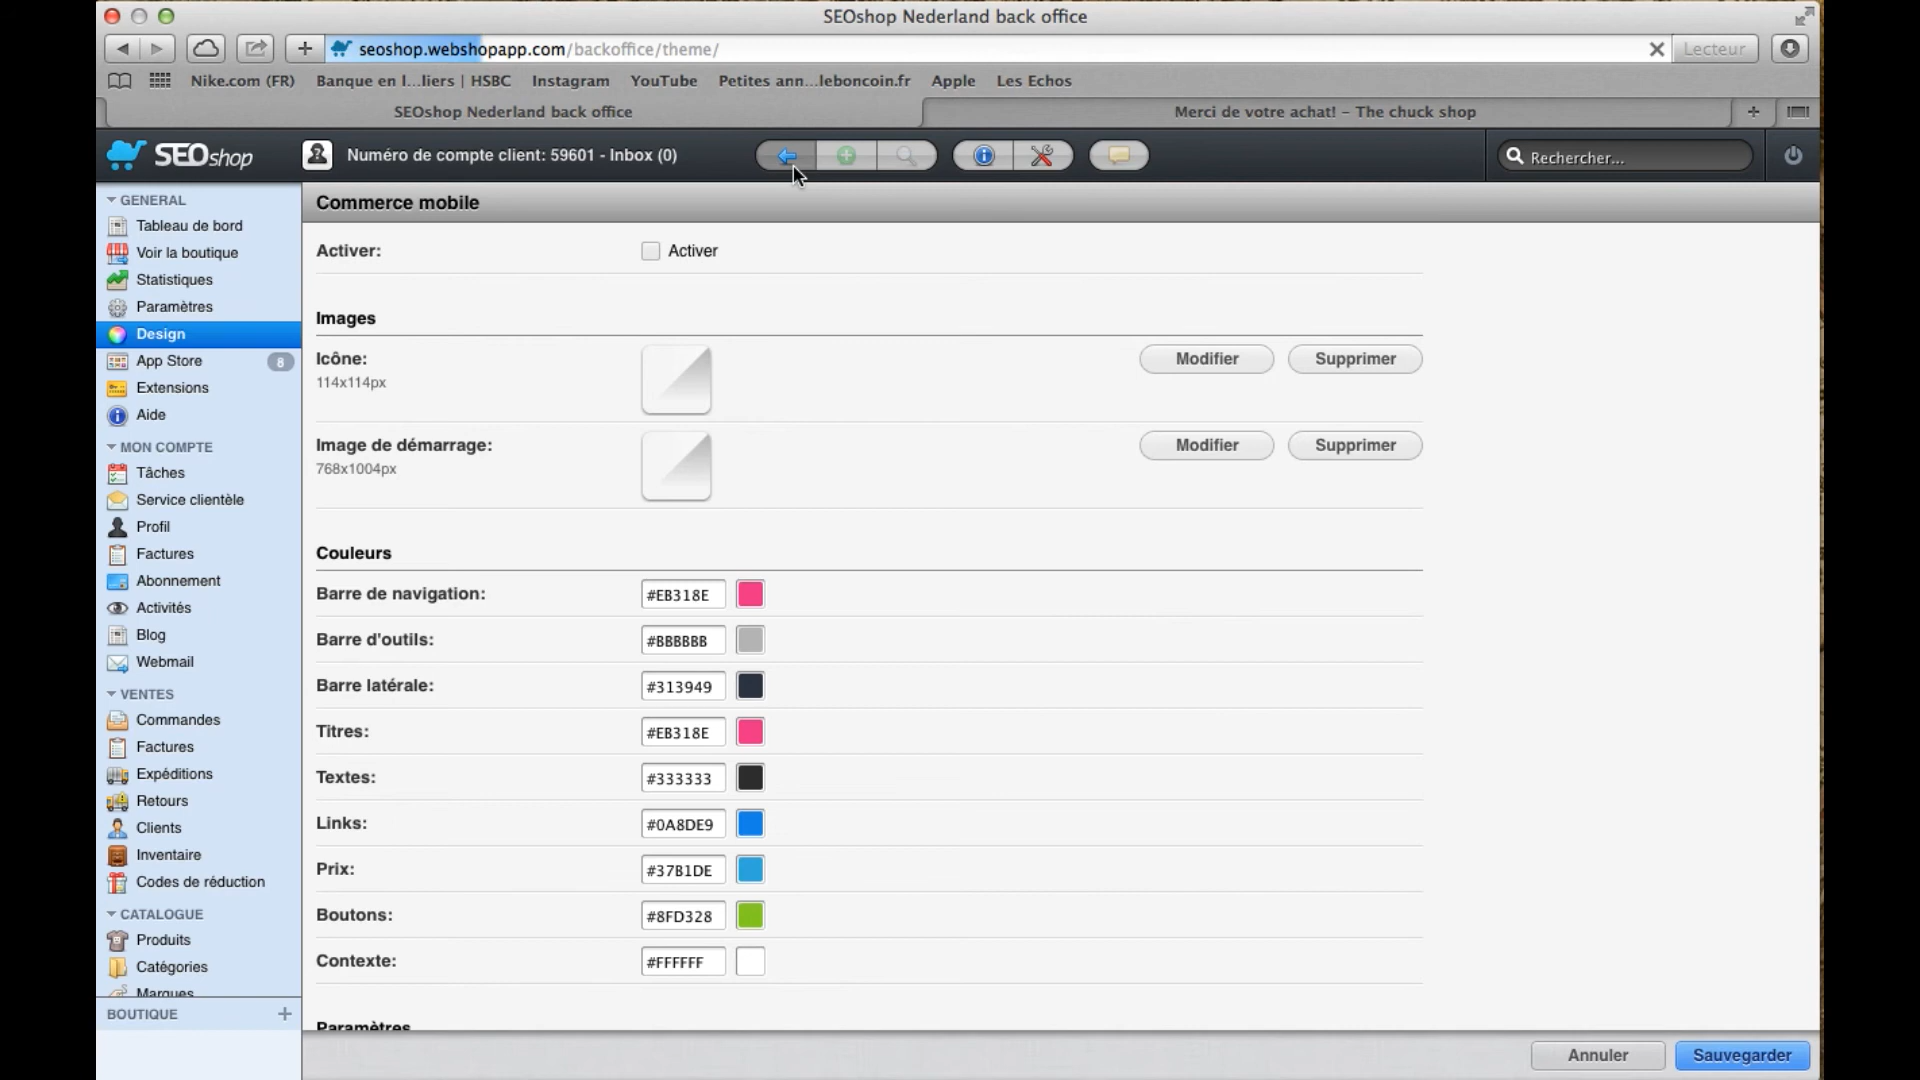 SEOshop Nederland back office
seoshop.webshopapp.com/backoffice/theme/
Lecteur
Nike.com (FR) Banque en l...liers | HSBC Instagram YouTube Petites ann...leboncoin.fr Apple Les Echos
SEOshop Nederland back office
Merci de votre achat! – The chuck shop
SEOshop
Numéro de compte client: 59601 - Inbox (0)
Rechercher...
GENERAL
Tableau de bord
Voir la boutique
Statistiques
Paramètres
Design
App Store 8
Extensions
Aide
MON COMPTE
Tâches
Service clientèle
Profil
Factures
Abonnement
Activités
Blog
Webmail
VENTES
Commandes
Factures
Expéditions
Retours
Clients
Inventaire
Codes de réduction
CATALOGUE
Produits
Catégories
Marques
BOUTIQUE
Commerce mobile
Activer: Activer
Images
Icône: Modifier Supprimer
114x114px
Image de démarrage: Modifier Supprimer
768x1004px
Couleurs
Barre de navigation: #EB318E
Barre d'outils: #BBBBBB
Barre latérale: #313949
Titres: #EB318E
Textes: #333333
Links: #0A8DE9
Prix: #37B1DE
Boutons: #8FD328
Contexte: #FFFFFF
Paramètres
Annuler Sauvegarder